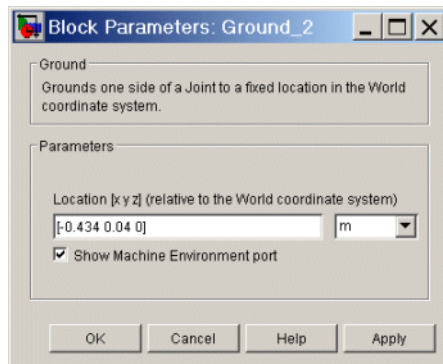 Block Parameters: Ground_2
Ground
Grounds one side of a Joint to a fixed location in the World
coordinate system.
Parameters
Location [x y z] (relative to the World coordinate system)
[-0.434 0.04 0]
m
Show Machine Environment port
OK
Cancel
Help
Apply